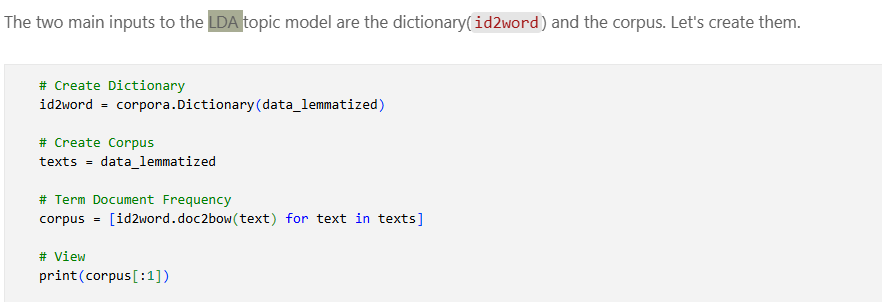 The two main inputs to the LDA topic model are the dictionary(id2word) and the corpus. Let's create them.
# Create Dictionary
id2word = corpora.Dictionary(data_lemmatized)
# Create Corpus
texts = data_lemmatized
# Term Document Frequency
corpus = [id2word.doc2bow(text) for text in texts]
# View
print(corpus[:1])